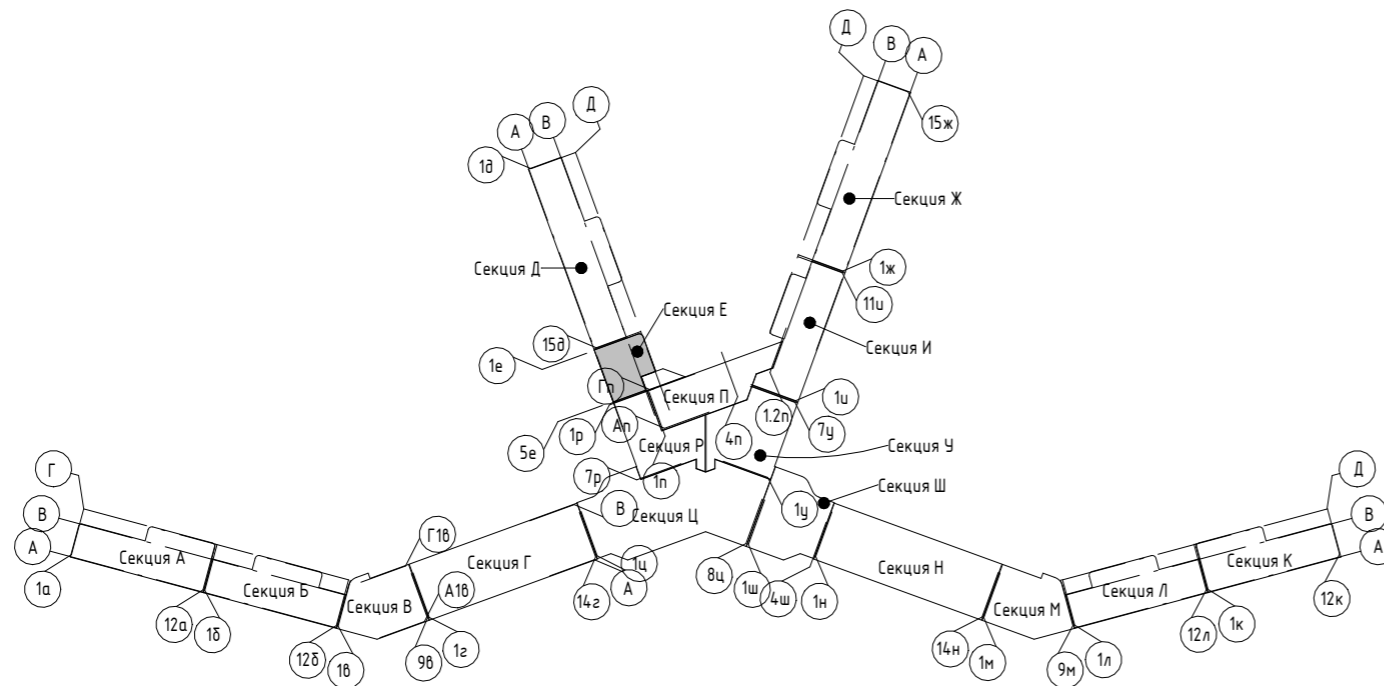 Д
В
А
15ж
Д
В
А
1д
Секция Ж
Секция Д
1ж
11и
Секция Е
15д
1е
Секция И
Гп
Секция П
1и
1.2п
7у
Ап
4п
1р
5е
Секция Р
Секция У
7р
1п
Г
Секция Ш
1у
Д
В
Секция Ц
В
В
А
Г1в
А
Секция А
Секция Г
Секция К
1а
Секция Б
1ц
А
Секция Н
Секция В
А1в
14г
8ц
1ш
4ш
1н
Секция М
Секция Л
12к
12а
1б
12л
1к
12б
1в
9в
1г
14н
1м
9м
1л